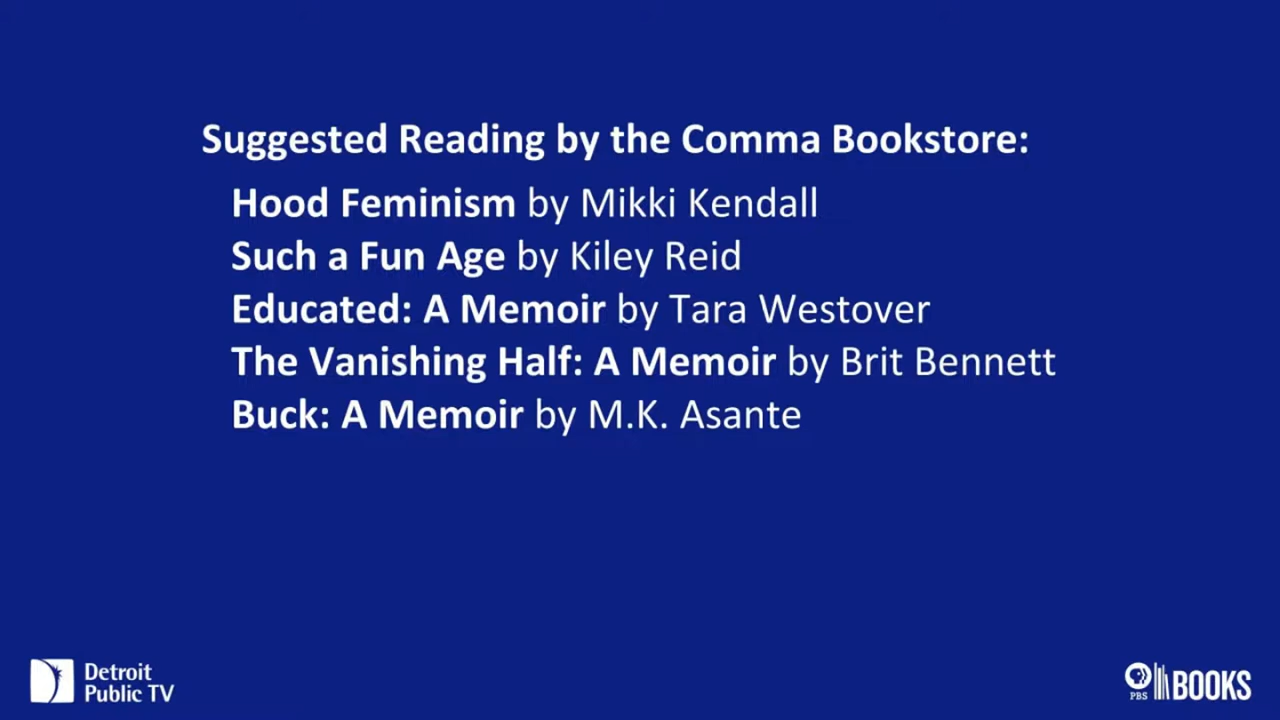 Suggested Reading by the Comma Bookstore:
Hood Feminism by Mikki Kendall
Such a Fun Age by Kiley Reid
Educated: A Memoir by Tara Westover
The Vanishing Half: A Memoir by Brit Bennett
Buck: A Memoir by M.K. Asante
Detroit
Public TV
PBS BOOKS